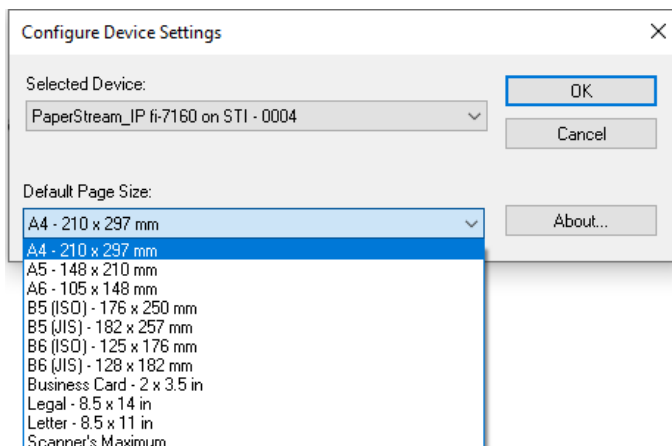 Configure Device Settings
Selected Device:
PaperStream_IP fi-7160 on STI - 0004
OK
Cancel
Default Page Size:
A4 - 210 x 297 mm
About...
A4 - 210 x 297 mm
A5 - 148 x 210 mm
A6 - 105 x 148 mm
B5 (ISO) - 176 x 250 mm
B5 (JIS) - 182 x 257 mm
B6 (ISO) - 125 x 176 mm
B6 (JIS) - 128 x 182 mm
Business Card - 2 x 3.5 in
Legal - 8.5 x 14 in
Letter - 8.5 x 11 in
Scanner's Maximum